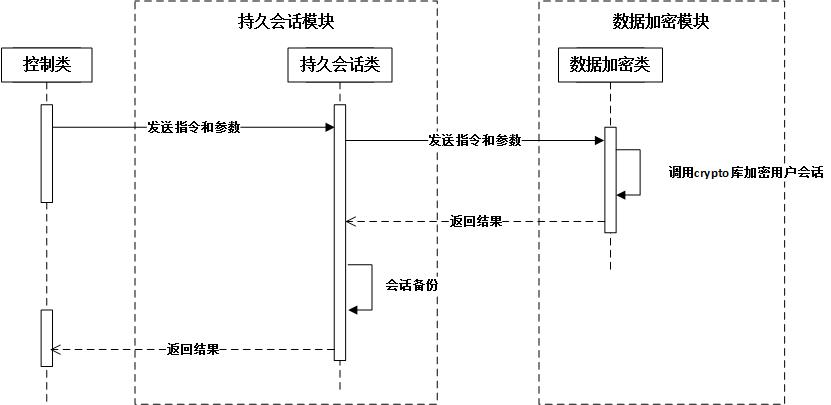 持久会话模块
数据加密模块
控制类
持久会话类
数据加密类
发送指令和参数
发送指令和参数
调用crypto库加密用户会话
返回结果
会话备份
返回结果